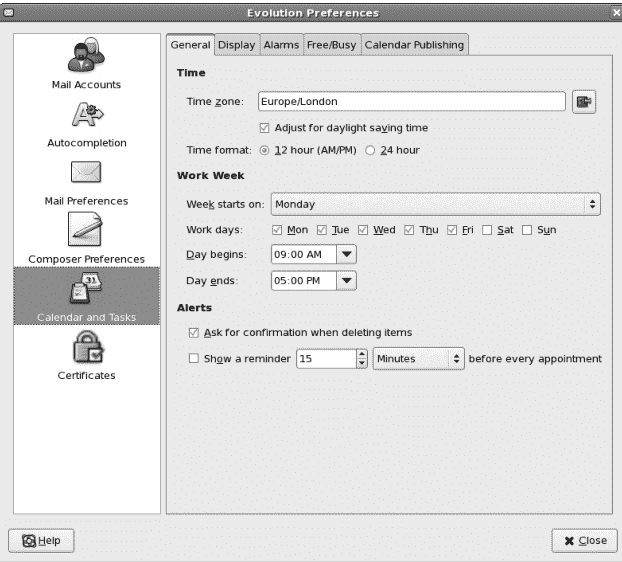 Evolution Preferences
Mail Accounts
Autocompletion
Mail Preferences
Composer Preferences
31
Calendar and Tasks
Certificates
General Display Alarms Free/Busy Calendar Publishing
Time
Time zone: Europe/London
Adjust for daylight saving time
Time format: 12 hour (AM/PM) 24 hour
Work Week
Week starts on: Monday
Work days: Mon Tue Wed Thu Fri Sat Sun
Day begins: 09:00 AM
Day ends: 05:00 PM
Alerts
Ask for confirmation when deleting items
Show a reminder 15 Minutes before every appointment
Help
Close